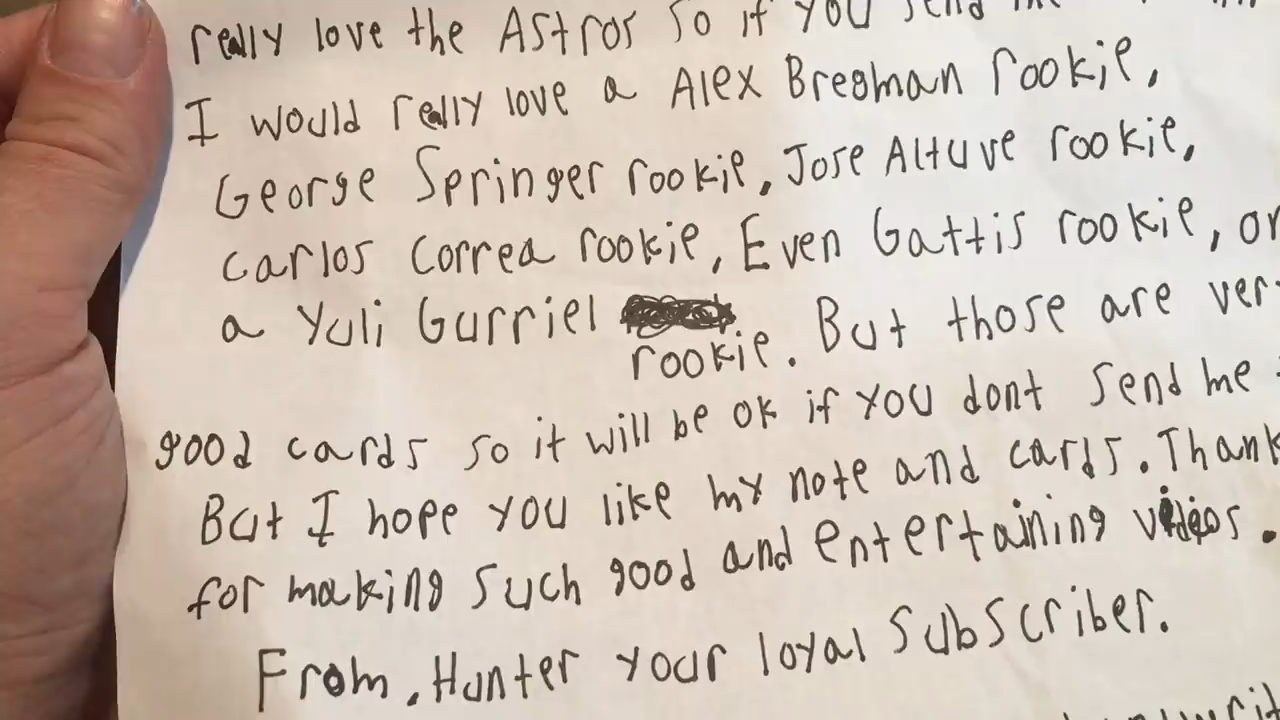 really love the Astros so if you send me
I would really love a Alex Bregman rookie,
George Springer rookie, Jose Altuve rookie,
carlos correa rookie, Even Gattis rookie, or
a Yuli Gurriel
rookie. But those are ver
good cards so it will be ok if you dont send me
But I hope you like my note and cards. Thank
for making such good and entertaining videos.
From, Hunter your loyal subscriber.